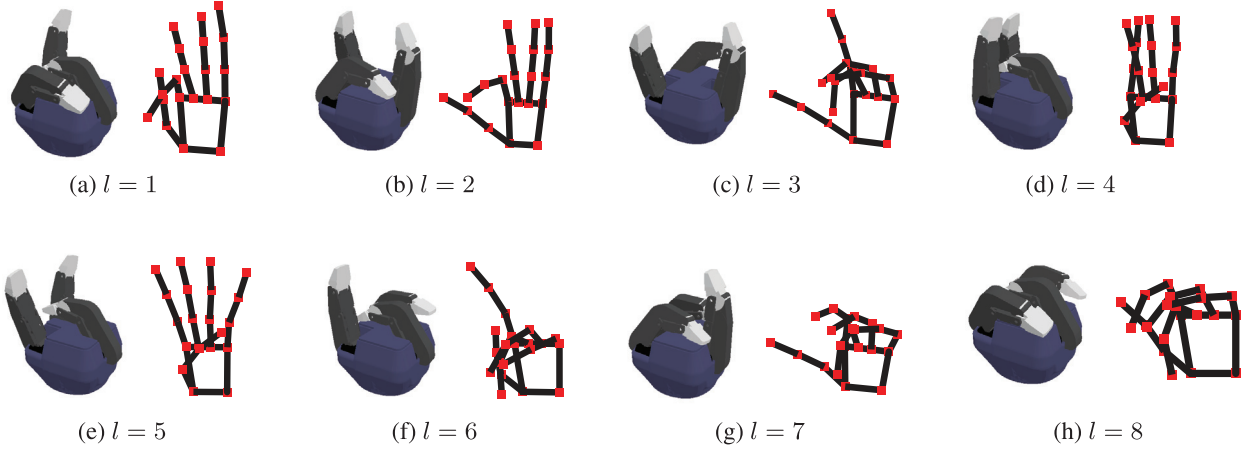 (a) l = 1
(b) l = 2
(c) l = 3
(d) l = 4
(e) l = 5
(f) l = 6
(g) l = 7
(h) l = 8